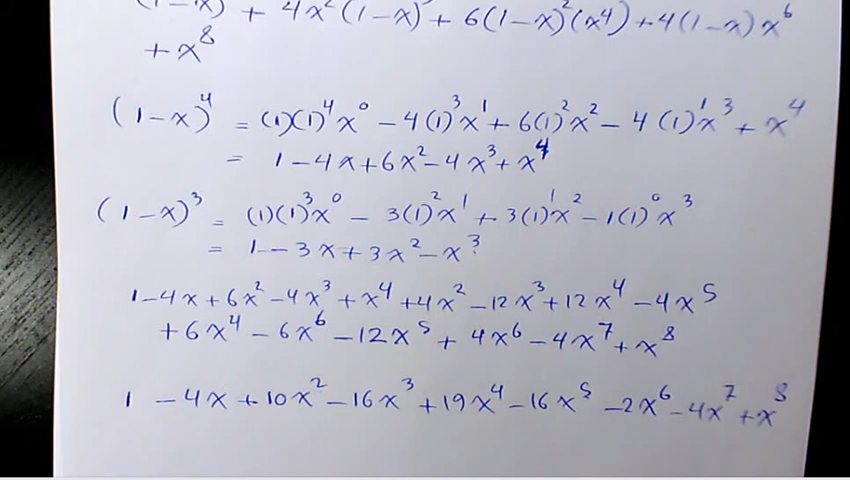 (1-x) + 4x²(1-x) + 6(1-x)²(x⁴) + 4(1-x)x⁶
+ x⁸
(1-x)⁴ = (1)(1)⁴x⁰ - 4(1)³x¹ + 6(1)²x² - 4(1)¹x³ + x⁴
= 1 - 4x + 6x² - 4x³ + x⁴
(1-x)³ = (1)(1)³x⁰ - 3(1)²x¹ + 3(1)¹x² - 1(1)⁰x³
= 1 - 3x + 3x² - x³
1 - 4x + 6x² - 4x³ + x⁴ + 4x² - 12x³ + 12x⁴ - 4x⁵
+ 6x⁴ - 6x⁶ - 12x⁵ + 4x⁶ - 4x⁷ + x⁸
1 - 4x + 10x² - 16x³ + 19x⁴ - 16x⁵ - 2x⁶ - 4x⁷ + x⁸